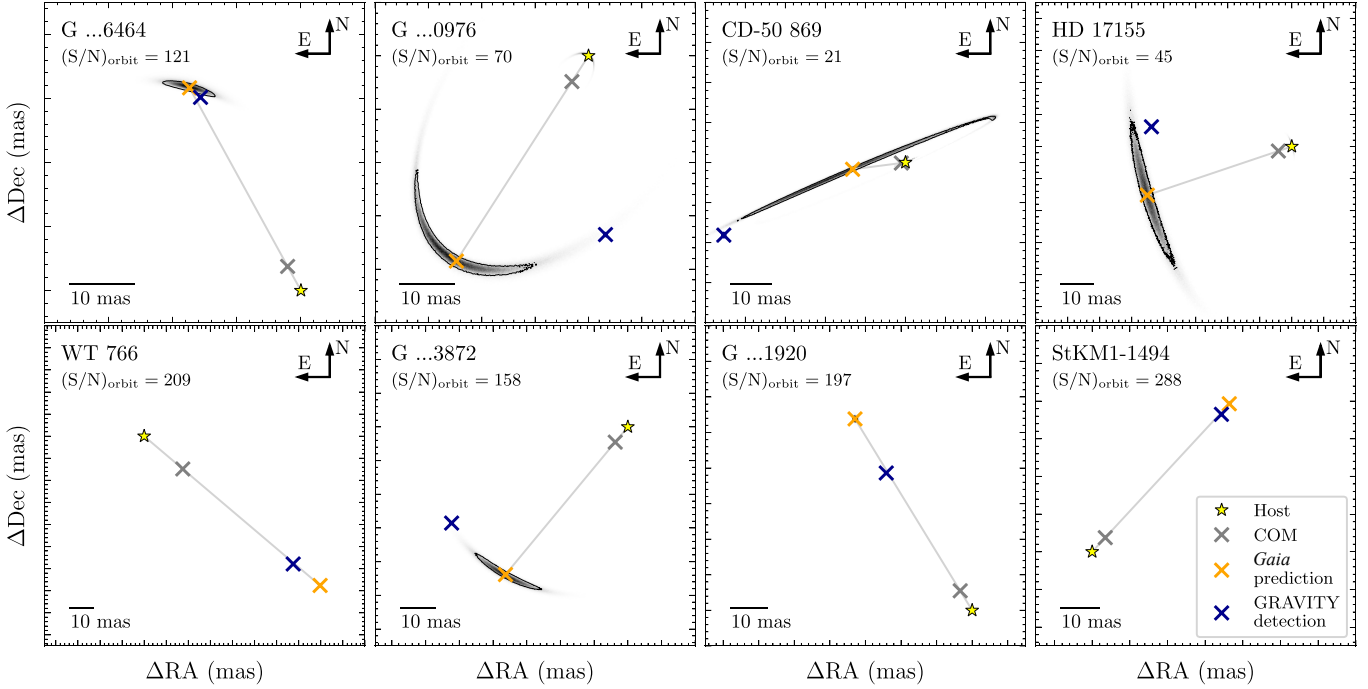 G ...6464
(S/N)orbit = 121
E
N
10 mas
G ...0976
(S/N)orbit = 70
E
N
10 mas
CD-50 869
(S/N)orbit = 21
E
N
10 mas
HD 17155
(S/N)orbit = 45
E
N
10 mas
ΔDec (mas)
WT 766
(S/N)orbit = 209
E
N
10 mas
G ...3872
(S/N)orbit = 158
E
N
10 mas
G ...1920
(S/N)orbit = 197
E
N
10 mas
StKM1-1494
(S/N)orbit = 288
E
N
10 mas
Host
COM
Gaia
prediction
GRAVITY
detection
ΔDec (mas)
ΔRA (mas)
ΔRA (mas)
ΔRA (mas)
ΔRA (mas)